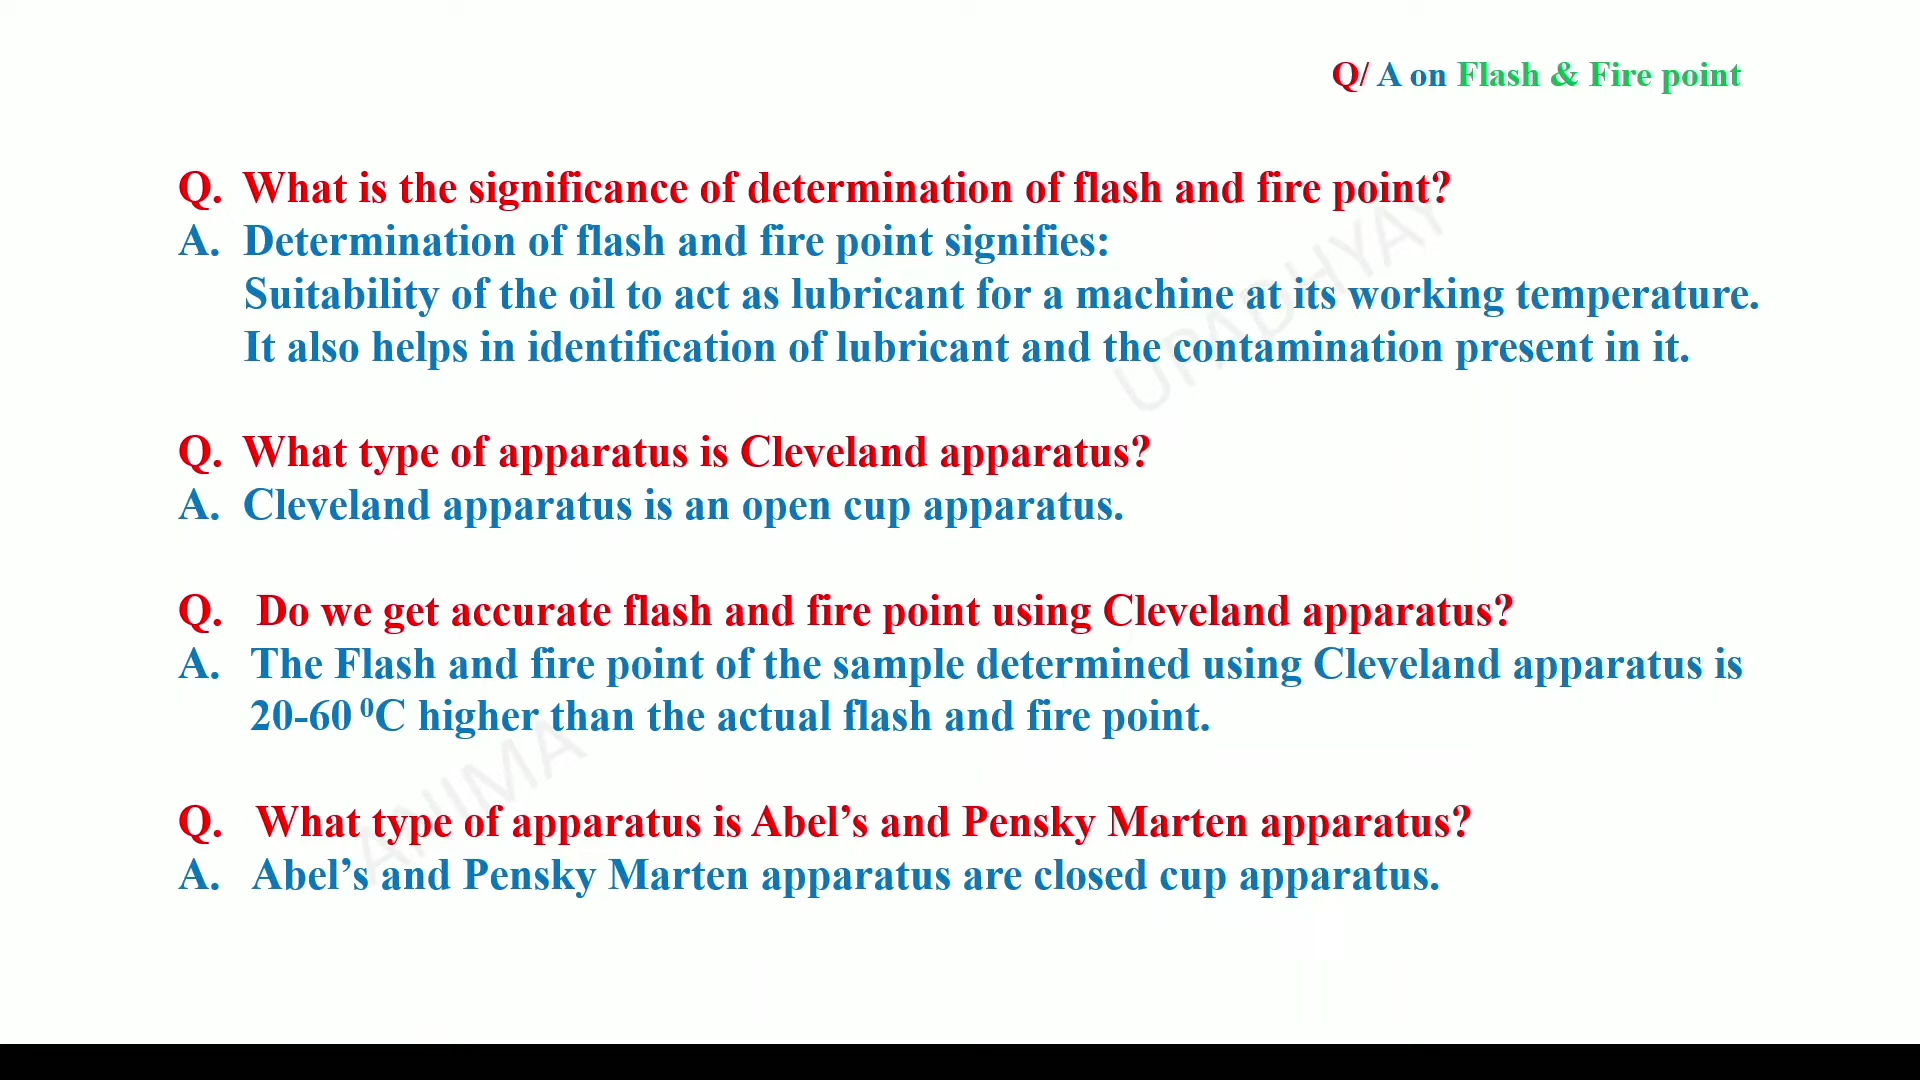 Q/ A on Flash & Fire point
Q. What is the significance of determination of flash and fire point?
A. Determination of flash and fire point signifies:
Suitability of the oil to act as lubricant for a machine at its working temperature.
It also helps in identification of lubricant and the contamination present in it.
Q. What type of apparatus is Cleveland apparatus?
A. Cleveland apparatus is an open cup apparatus.
Q. Do we get accurate flash and fire point using Cleveland apparatus?
A. The Flash and fire point of the sample determined using Cleveland apparatus is
20-60 ⁰C higher than the actual flash and fire point.
Q. What type of apparatus is Abel’s and Pensky Marten apparatus?
A. Abel’s and Pensky Marten apparatus are closed cup apparatus.
ANIMA UPADHYAY